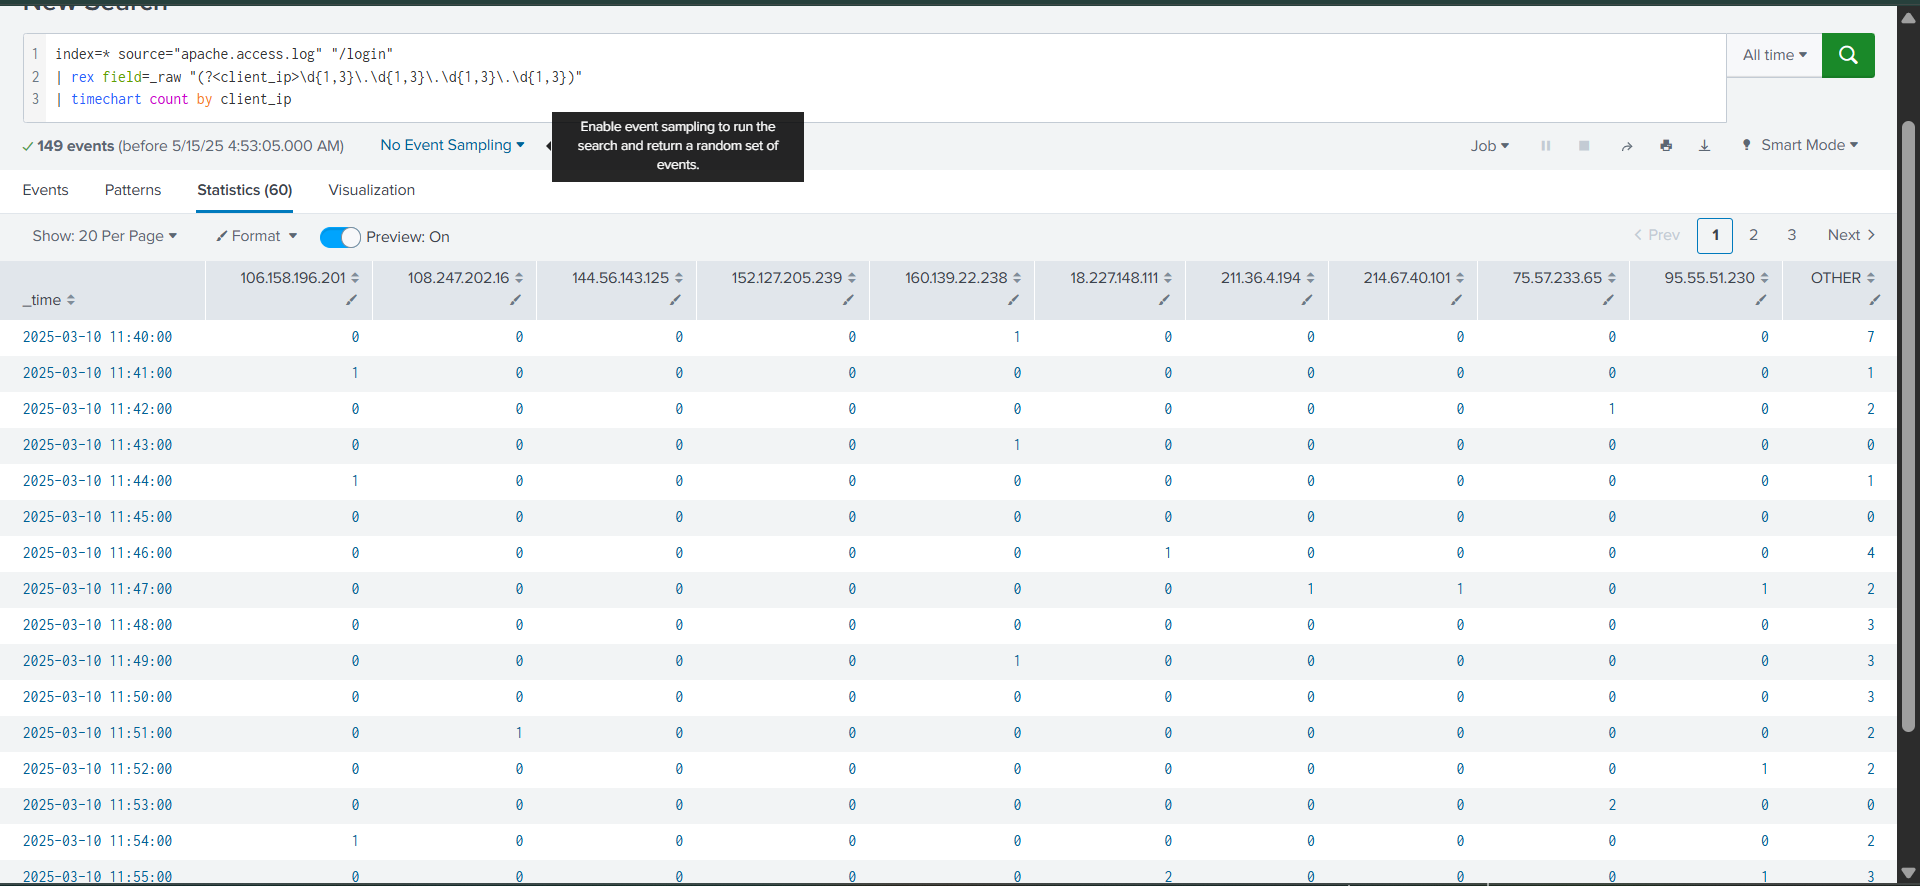 New Search
1 index=* source="apache.access.log" "/login"
2 | rex field=_raw "(?<client_ip>\d{1,3}\.\d{1,3}\.\d{1,3}\.\d{1,3})"
3 | timechart count by client_ip
All time
149 events (before 5/15/25 4:53:05.000 AM)
No Event Sampling
Enable event sampling to run the
search and return a random set of
events.
Job
Smart Mode
Events Patterns Statistics (60) Visualization
Show: 20 Per Page Format Preview: On
Prev 1 2 3 Next
_time 106.158.196.201 108.247.202.16 144.56.143.125 152.127.205.239 160.139.22.238 18.227.148.111 211.36.4.194 214.67.40.101 75.57.233.65 95.55.51.230 OTHER
2025-03-10 11:40:00 0 0 0 0 1 0 0 0 0 0 7
2025-03-10 11:41:00 1 0 0 0 0 0 0 0 0 0 1
2025-03-10 11:42:00 0 0 0 0 0 0 0 0 1 0 2
2025-03-10 11:43:00 0 0 0 0 1 0 0 0 0 0 0
2025-03-10 11:44:00 1 0 0 0 0 0 0 0 0 0 1
2025-03-10 11:45:00 0 0 0 0 0 0 0 0 0 0 0
2025-03-10 11:46:00 0 0 0 0 0 1 0 0 0 0 4
2025-03-10 11:47:00 0 0 0 0 0 0 1 1 0 1 2
2025-03-10 11:48:00 0 0 0 0 0 0 0 0 0 0 3
2025-03-10 11:49:00 0 0 0 0 1 0 0 0 0 0 3
2025-03-10 11:50:00 0 0 0 0 0 0 0 0 0 0 3
2025-03-10 11:51:00 0 1 0 0 0 0 0 0 0 0 2
2025-03-10 11:52:00 0 0 0 0 0 0 0 0 0 1 2
2025-03-10 11:53:00 0 0 0 0 0 0 0 0 2 0 0
2025-03-10 11:54:00 1 0 0 0 0 0 0 0 0 0 2
2025-03-10 11:55:00 0 0 0 0 0 2 0 0 0 1 3